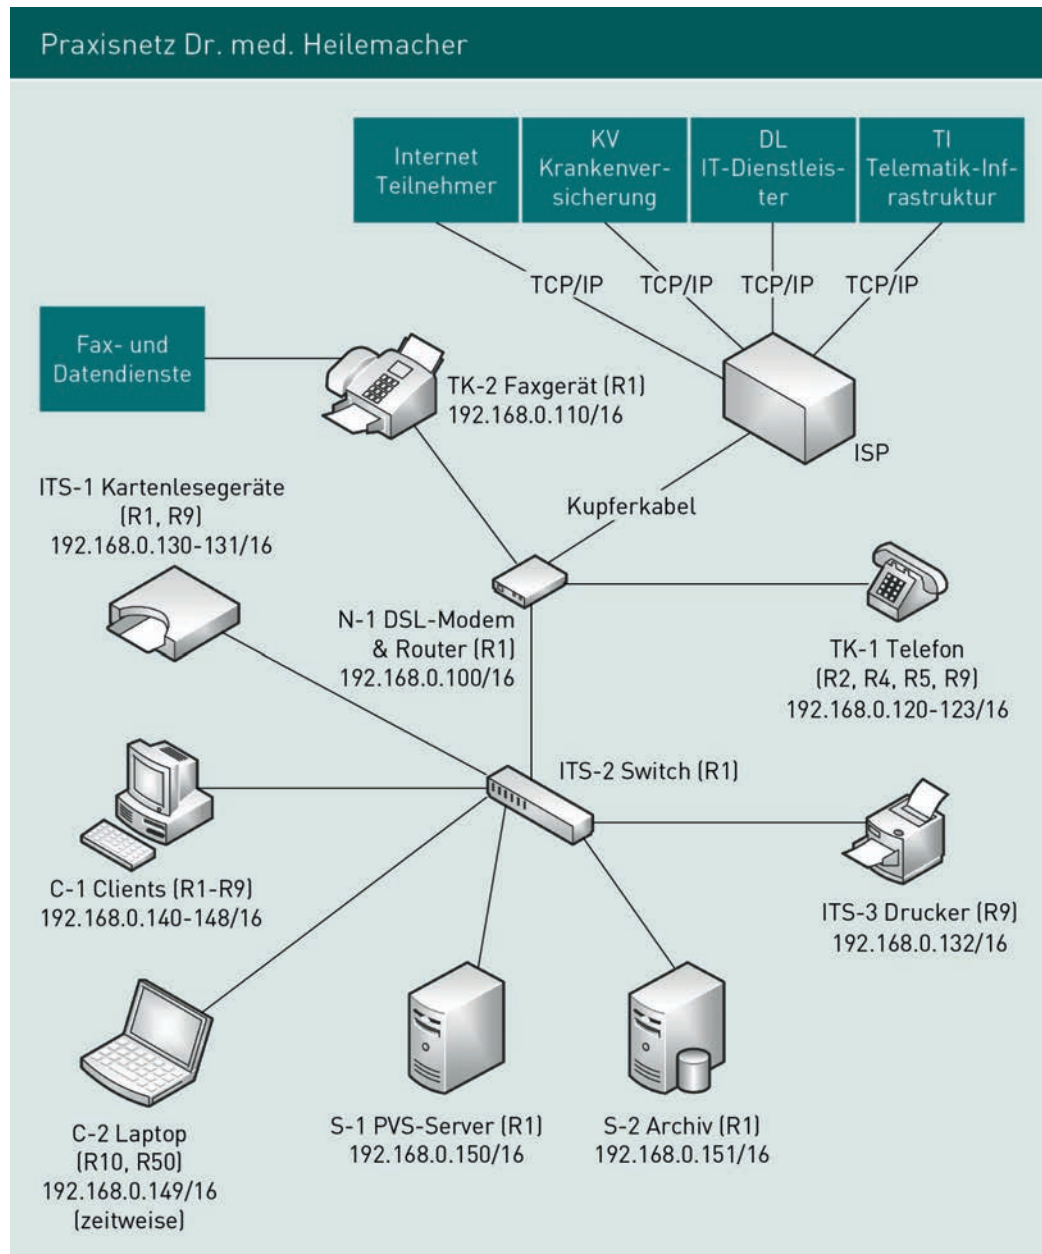 Praxisnetz Dr. med. Heilemacher
Internet
Teilnehmer
KV
Krankenver-
sicherung
DL
IT-Dienstleis-
ter
TI
Telematik-Inf-
rastruktur
TCP/IP
TCP/IP
TCP/IP
TCP/IP
Fax- und
Datendienste
TK-2 Faxgerät (R1)
192.168.0.110/16
ISP
Kupferkabel
ITS-1 Kartenlesegeräte
(R1, R9)
192.168.0.130-131/16
N-1 DSL-Modem
& Router (R1)
192.168.0.100/16
TK-1 Telefon
(R2, R4, R5, R9)
192.168.0.120-123/16
ITS-2 Switch (R1)
C-1 Clients (R1-R9)
192.168.0.140-148/16
ITS-3 Drucker (R9)
192.168.0.132/16
C-2 Laptop
(R10, R50)
192.168.0.149/16
(zeitweise)
S-1 PVS-Server (R1)
192.168.0.150/16
S-2 Archiv (R1)
192.168.0.151/16